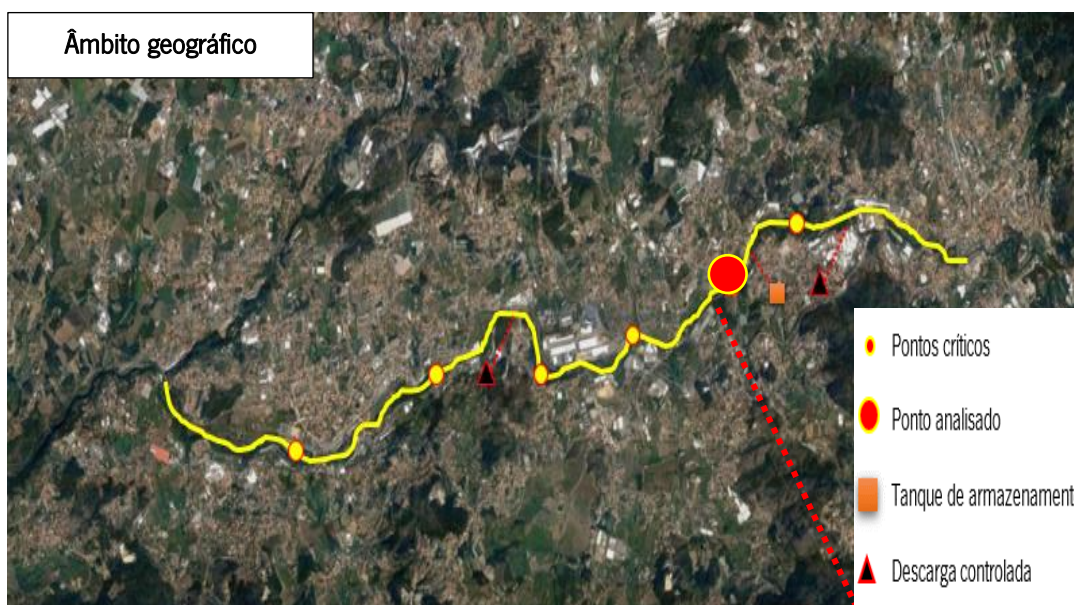 Âmbito geográfico
Pontos críticos
Ponto analisado
Tanque de armazenament
Descarga controlada